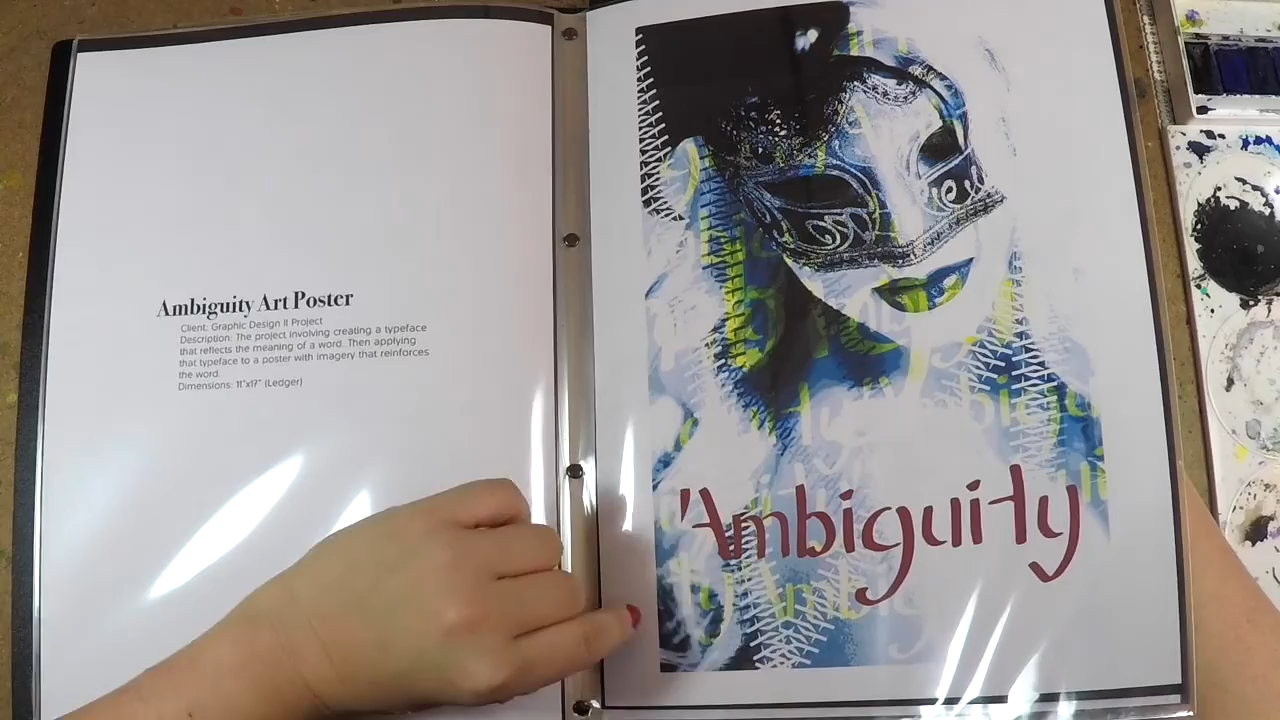 Ambiguity Art Poster
Client: Graphic Design II Project
Description: The project involving creating a typeface
that reflects the meaning of a word. Then applying
that typeface to a poster with imagery that reinforces
the word.
Dimensions: 11"x17" (Ledger)
Ambiguity